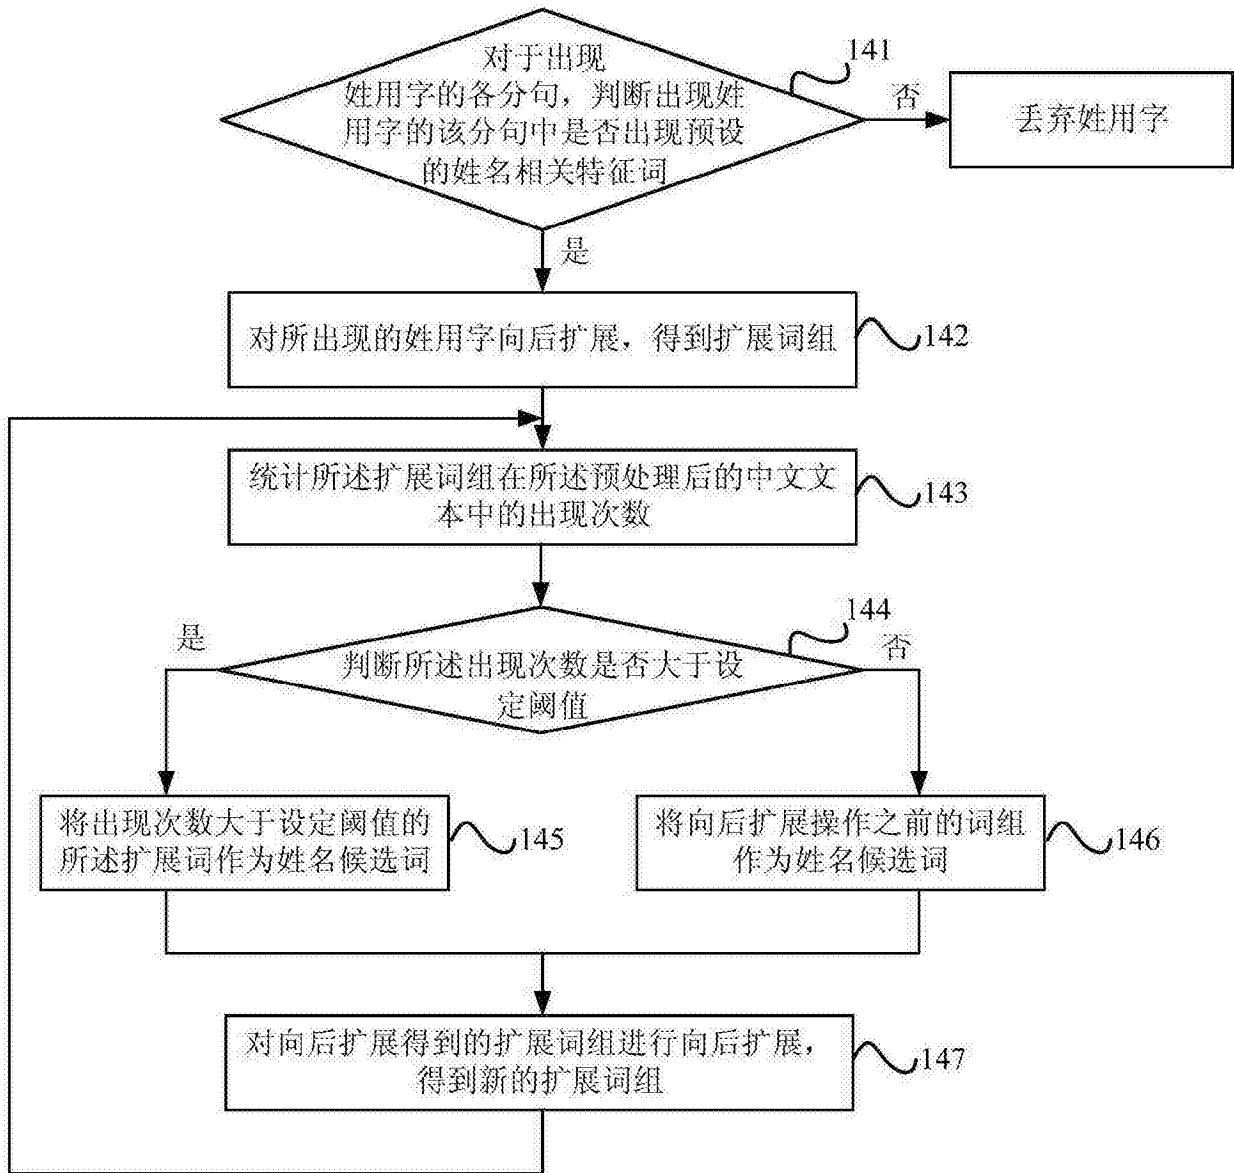 对于出现
姓用字的各分句，判断出现姓
用字的该分句中是否出现预设
的姓名相关特征词
141
否
丢弃姓用字
是
对所出现的姓用字向后扩展，得到扩展词组
142
统计所述扩展词组在所述预处理后的中文文
本中的出现次数
143
144
是
否
判断所述出现次数是否大于设
定阈值
将出现次数大于设定阈值的
所述扩展词作为姓名候选词
145
将向后扩展操作之前的词组
作为姓名候选词
146
对向后扩展得到的扩展词组进行向后扩展，
得到新的扩展词组
147